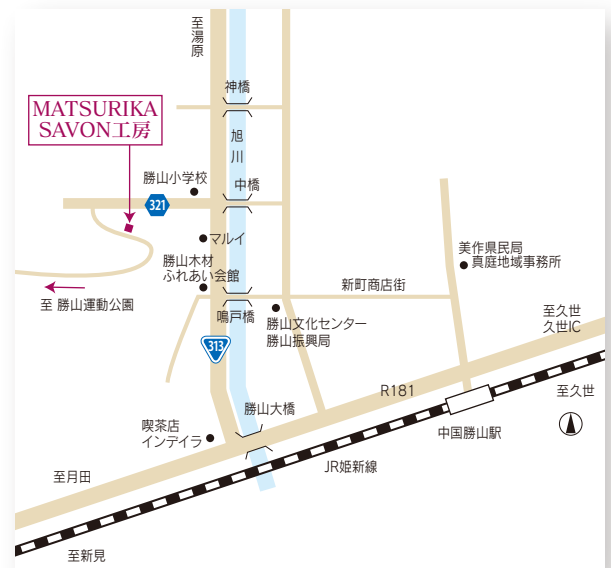 至湯原
神橋
MATSURIKA
SAVON工房
旭川
勝山小学校
中橋
321
マルイ
美作県民局
真庭地域事務所
勝山木材
ふれあい会館
新町商店街
至 勝山運動公園
鳴戸橋
勝山文化センター
勝山振興局
至久世
久世IC
313
R181
至久世
勝山大橋
喫茶店
インデイラ
中国勝山駅
JR姫新線
至月田
至新見